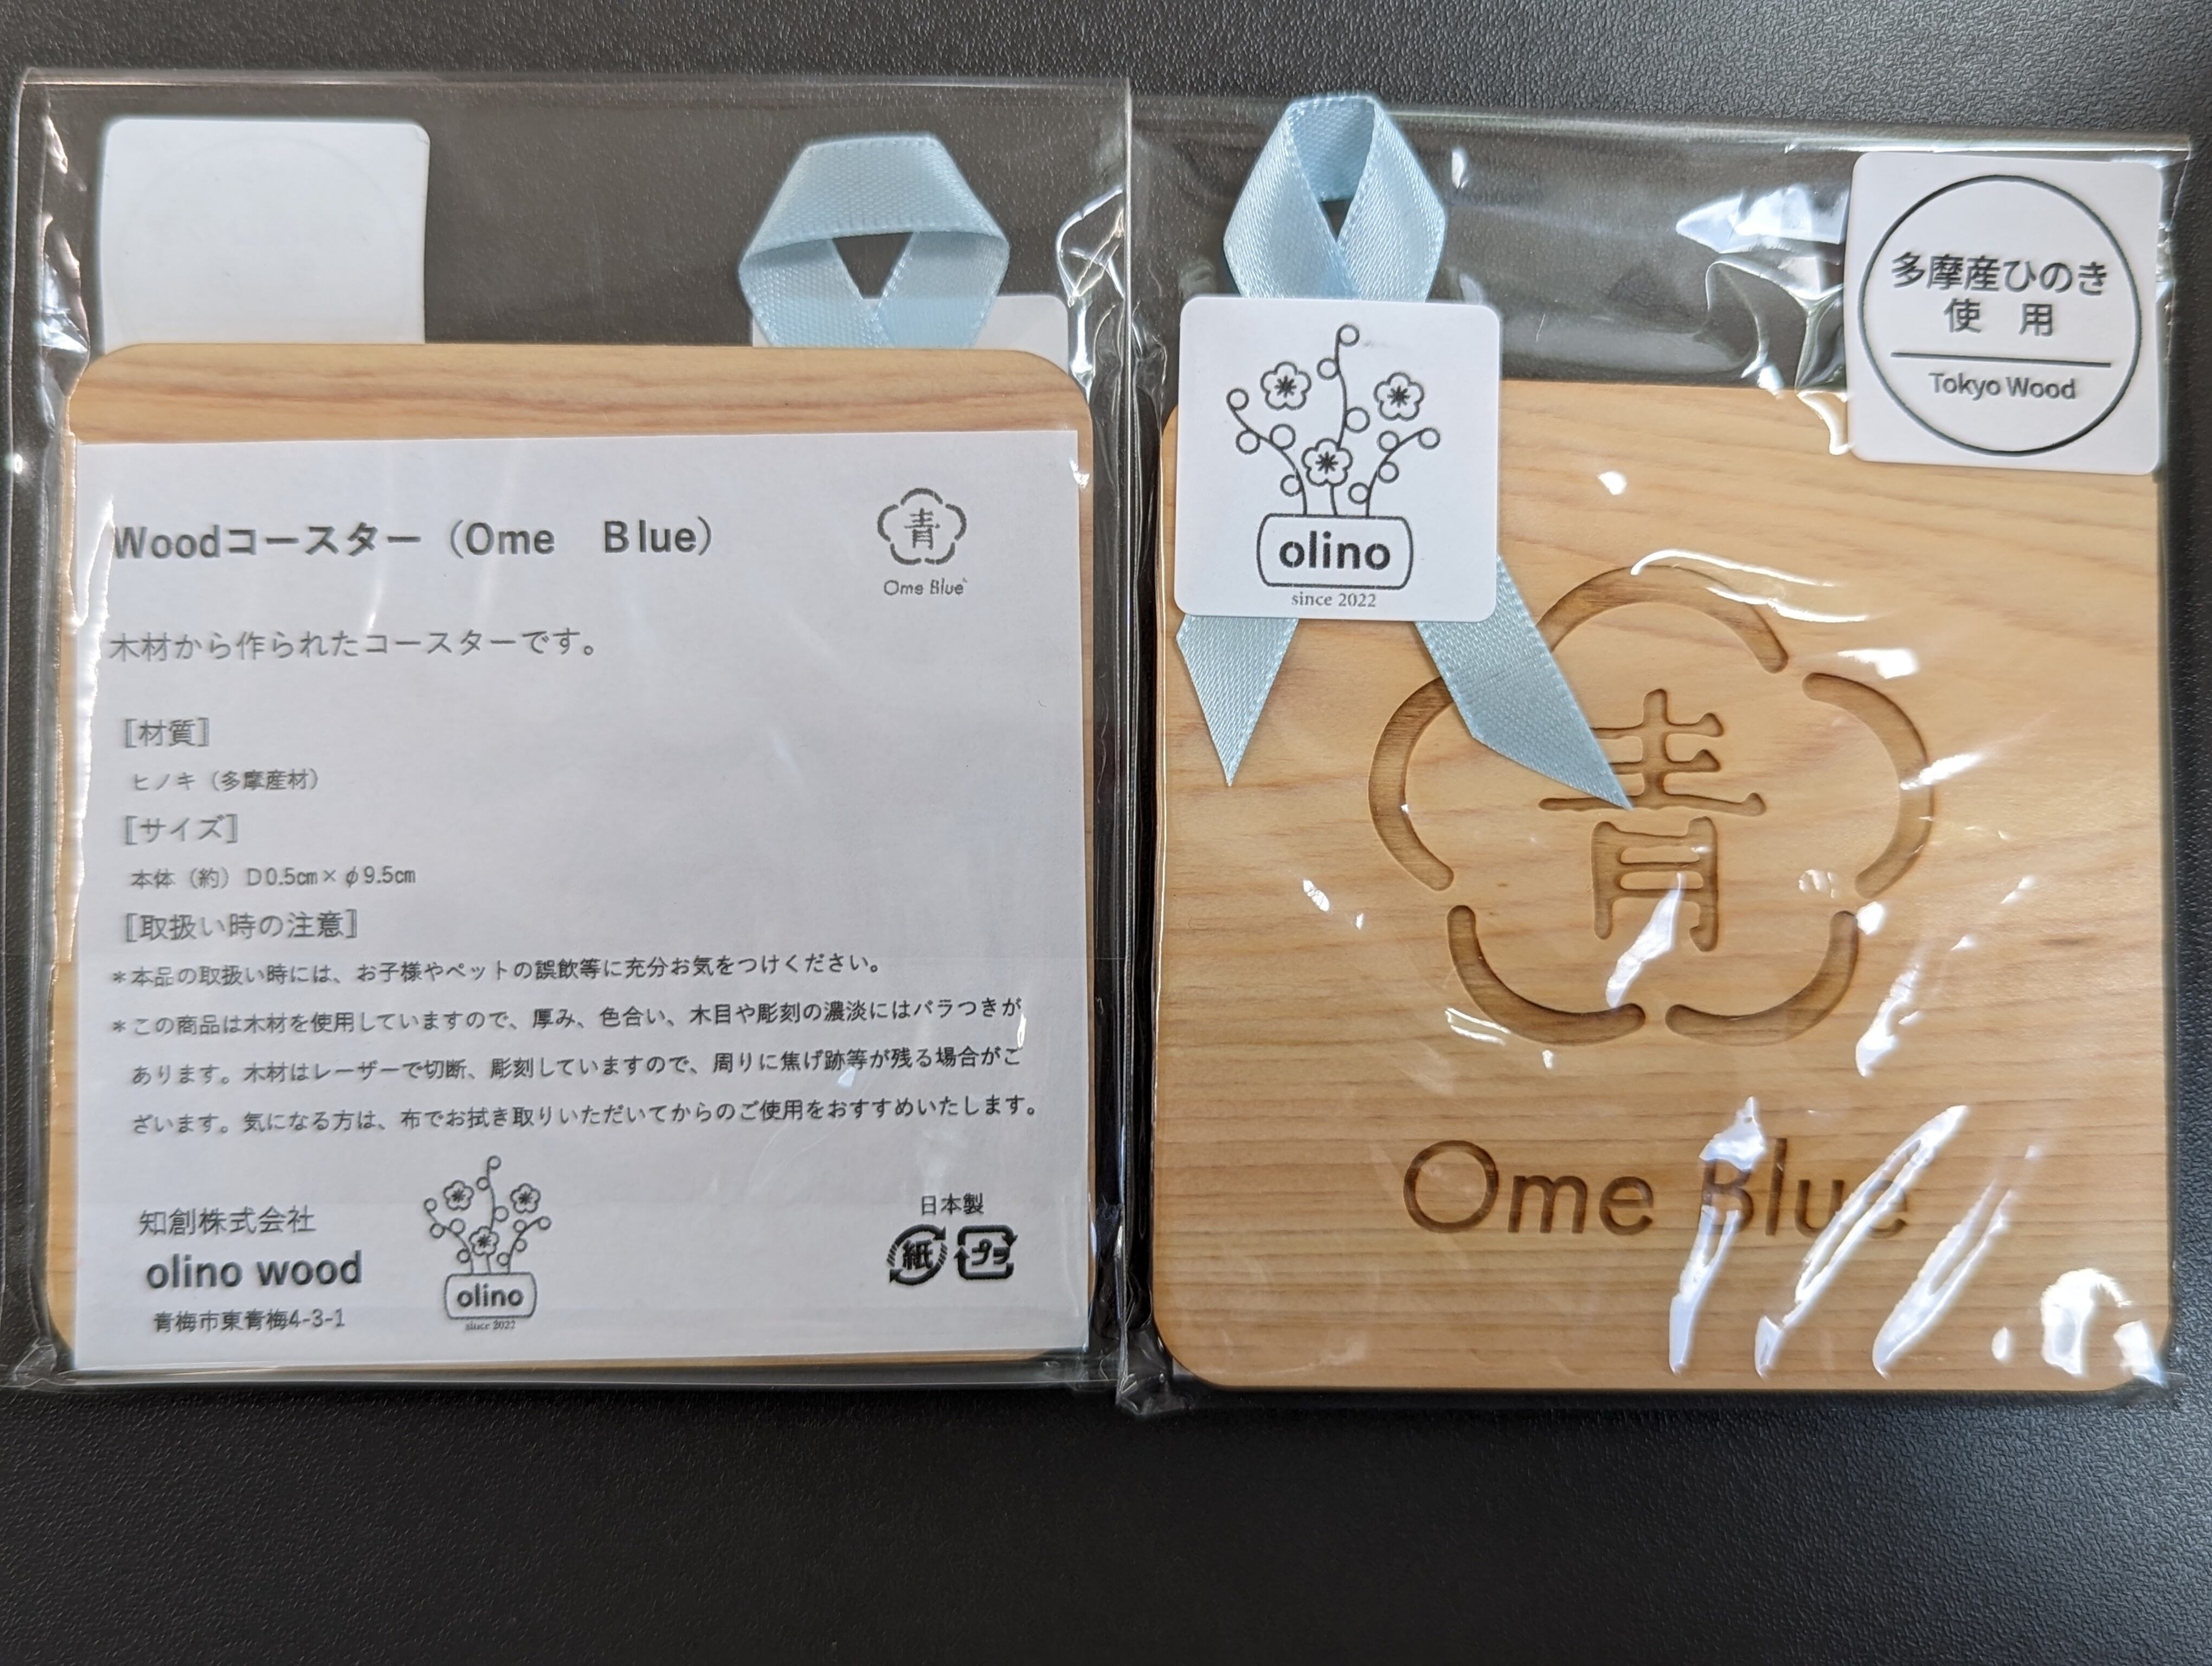 Woodコースター（Ome　Blue）
青
Ome Blue
木材から作られたコースターです。
[材質]
ヒノキ（多摩産材）
[サイズ]
本体（約）D0.5㎝×φ9.5㎝
[取扱い時の注意]
＊本品の取扱い時には、お子様やペットの誤飲等に充分お気をつけください。
＊この商品は木材を使用していますので、厚み、色合い、木目や彫刻の濃淡にはバラつきが
あります。木材はレーザーで切断、彫刻していますので、周りに焦げ跡等が残る場合がご
ざいます。気になる方は、布でお拭き取りいただいてからのご使用をおすすめいたします。
知創株式会社
olino wood
青梅市東青梅4-3-1
olino
since 2022
日本製
紙 プラ
olino
since 2022
多摩産ひのき
使　用
Tokyo Wood
青
Ome Blue